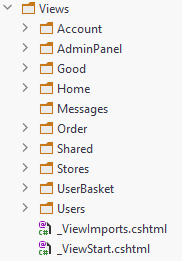 Views
Account
AdminPanel
Good
Home
Messages
Order
Shared
Stores
UserBasket
Users
@ C# _ViewImports.cshtml
@ C# _ViewStart.cshtml